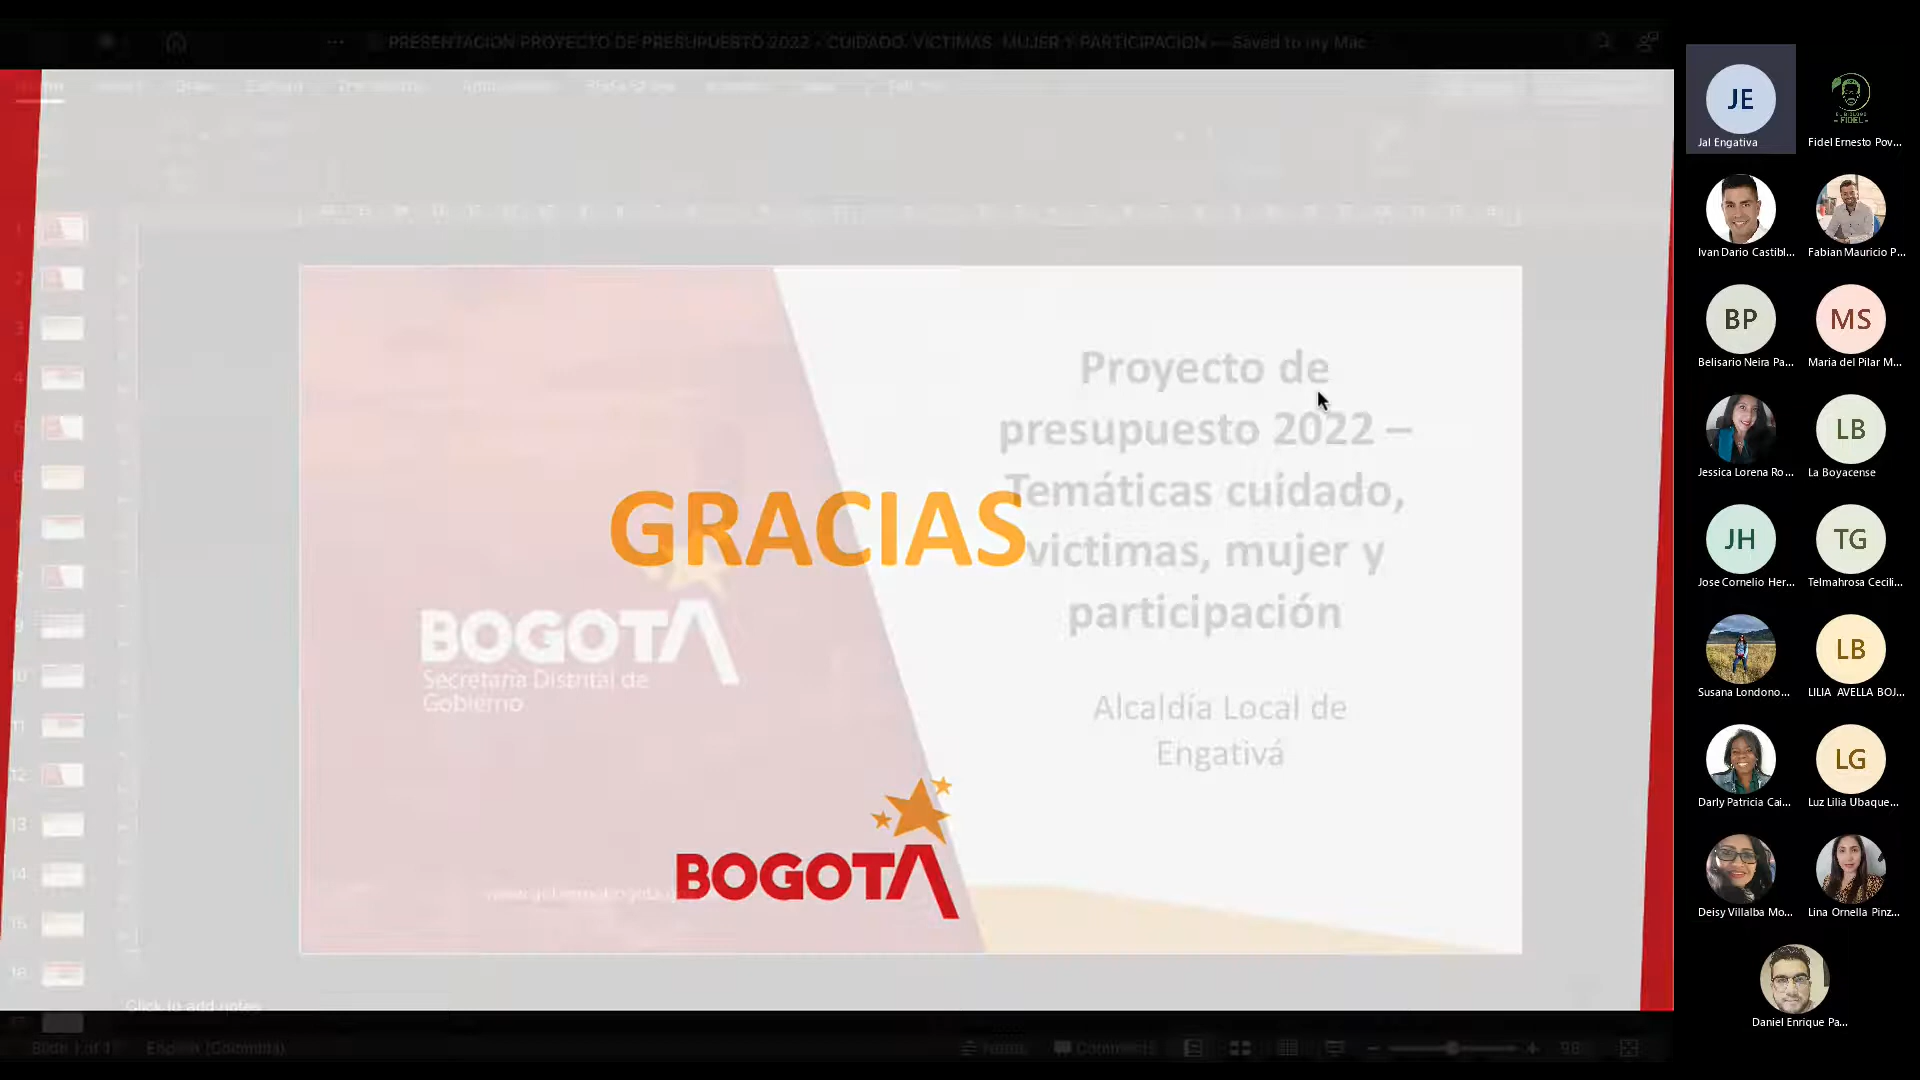 PRESENTACION PROYECTO DE PRESUPUESTO 2022 - CUIDADO, VICTIMAS, MUJER Y PARTICIPACION — Saved to my Mac
Proyecto de
presupuesto 2022 –
Temáticas cuidado,
victimas, mujer y
participación
GRACIAS
BOGOTA
Secretaría Distrital de
Gobierno
Alcaldía Local de
Engativá
BOGOTA
Click to add notes
English (Colombia)
Notes
Comments
JE
Jal Engativa
Fidel Ernesto Pov...
Ivan Dario Castibl...
Fabian Mauricio P...
BP
Belisario Neira Pa...
MS
Maria del Pilar M...
Jessica Lorena Ro...
LB
La Boyacense
JH
Jose Cornelio Her...
TG
Telmahrosa Cecili...
Susana Londono...
LB
LILIA AVELLA BOJ...
Darly Patricia Cai...
LG
Luz Lilia Ubaque...
Deisy Villalba Mo...
Lina Ornella Pinz...
Daniel Enrique Pa...